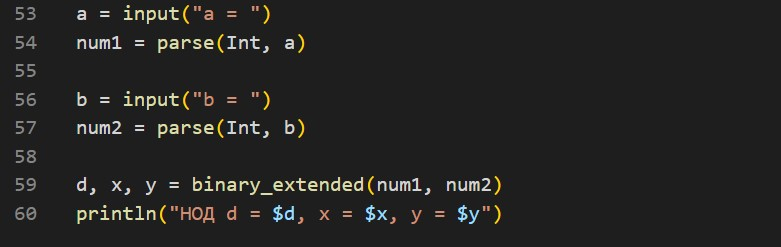 53 a = input("a = ")
54 num1 = parse(Int, a)
55
56 b = input("b = ")
57 num2 = parse(Int, b)
58
59 d, x, y = binary_extended(num1, num2)
60 println("НОД d = $d, x = $x, y = $y")